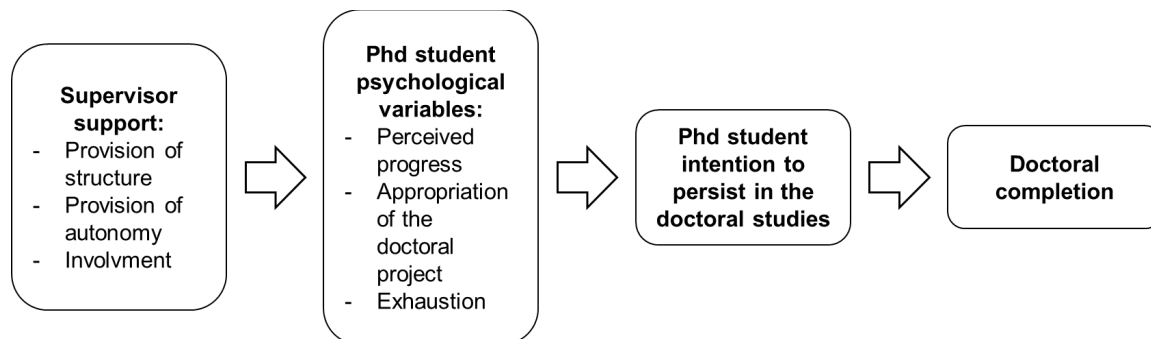 Supervisor
support:
- Provision of
structure
- Provision of
autonomy
- Involvment
Phd student
psychological
variables:
- Perceived
progress
- Appropriation
of the
doctoral
project
- Exhaustion
Phd student
intention to
persist in the
doctoral studies
Doctoral
completion